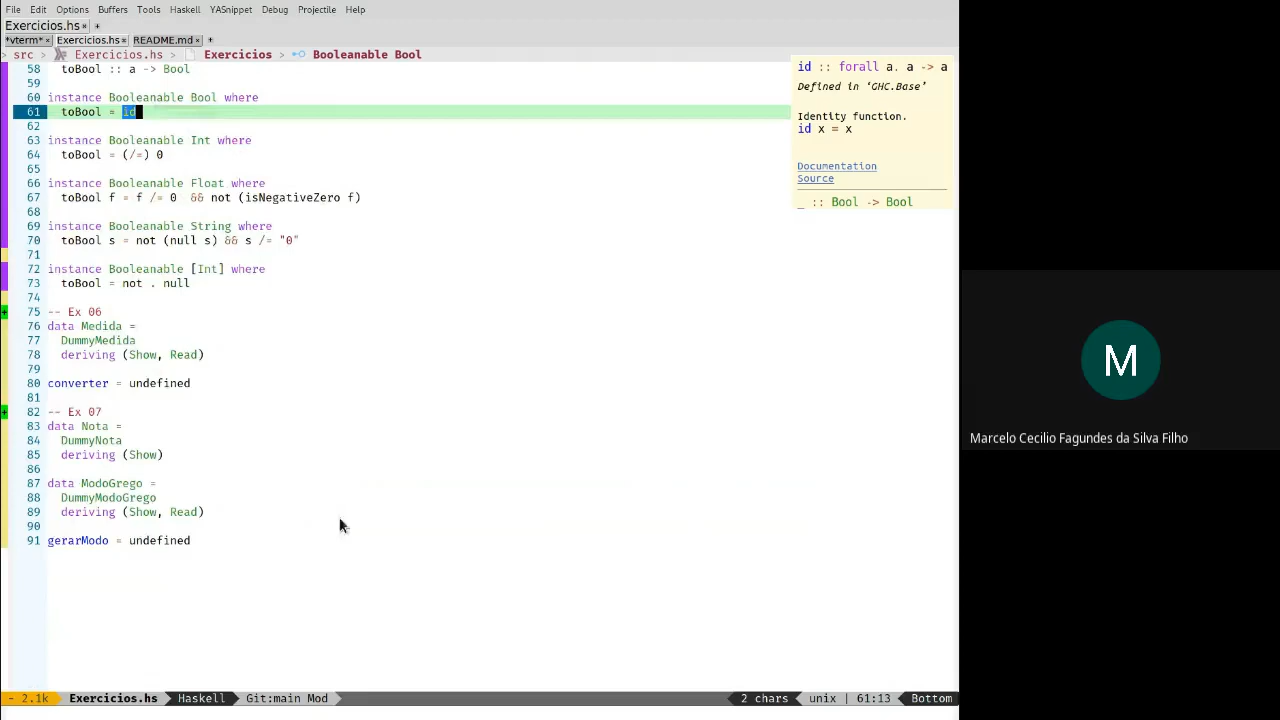 File Edit Options Buffers Tools Haskell YASnippet Debug Projectile Help
Exercicios.hs × +
*vterm* × Exercicios.hs × README.md × +
> src > Exercicios.hs > Exercicios > Booleanable Bool
58 toBool :: a -> Bool
59
60 instance Booleanable Bool where
61 toBool = id
62
63 instance Booleanable Int where
64 toBool = (/=) 0
65
66 instance Booleanable Float where
67 toBool f = f /= 0 && not (isNegativeZero f)
68
69 instance Booleanable String where
70 toBool s = not (null s) && s /= "0"
71
72 instance Booleanable [Int] where
73 toBool = not . null
74
75 -- Ex 06
76 data Medida =
77 DummyMedida
78 deriving (Show, Read)
79
80 converter = undefined
81
82 -- Ex 07
83 data Nota =
84 DummyNota
85 deriving (Show)
86
87 data ModoGrego =
88 DummyModoGrego
89 deriving (Show, Read)
90
91 gerarModo = undefined
id :: forall a. a -> a
Defined in ‘GHC.Base’
Identity function.
id x = x
Documentation
Source
_ :: Bool -> Bool
M
Marcelo Cecilio Fagundes da Silva Filho
- 2.1k Exercicios.hs Haskell Git:main Mod 2 chars unix | 61:13 Bottom